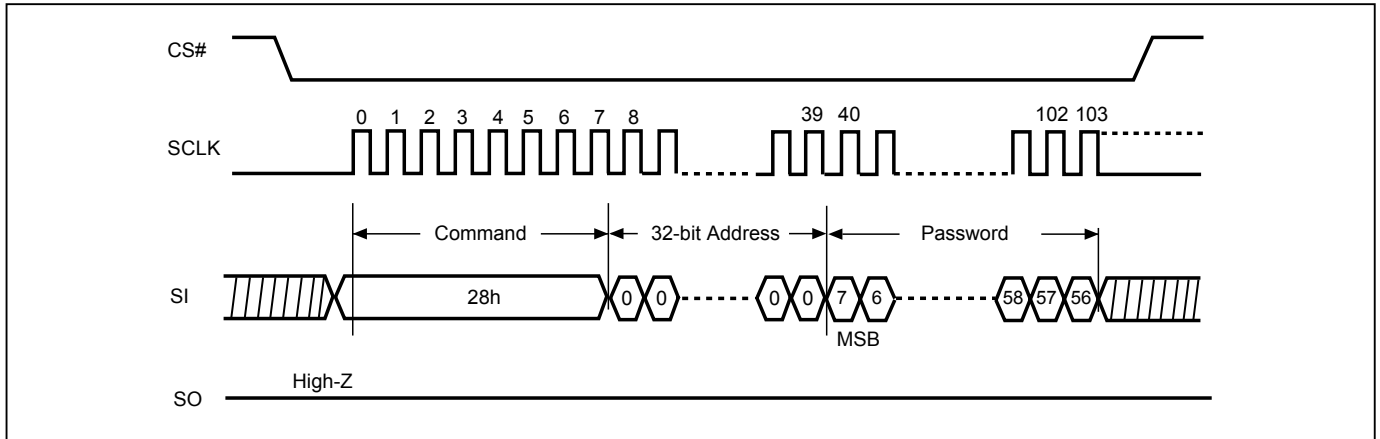 CS#
0 1 2 3 4 5 6 7 8 39 40 102 103
SCLK
Command 32-bit Address Password
SI 28h 0 0 0 0 7 6 58 57 56
MSB
High-Z
SO